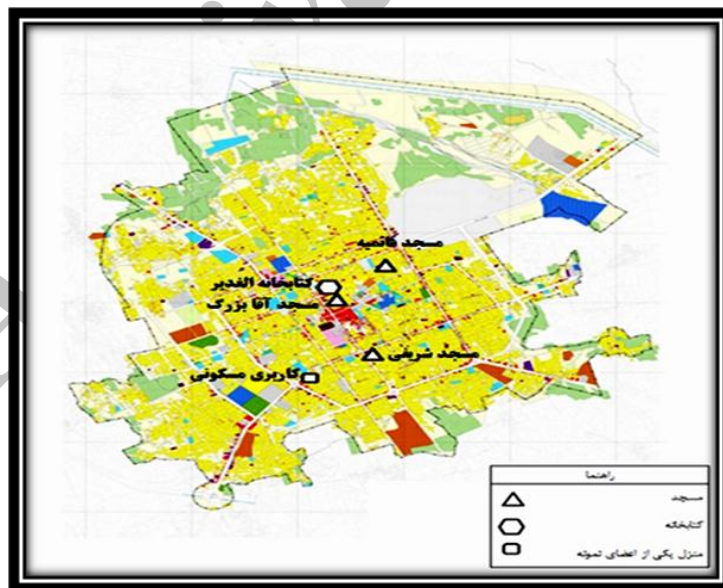 مسجد قائمیه
کتابخانه الغدیر
مسجد آقا بزرگ
مسجد شریفی
کاربری مسکونی
راهنما
مسجد
کتابخانه
منزل یکی از اعضای نمونه